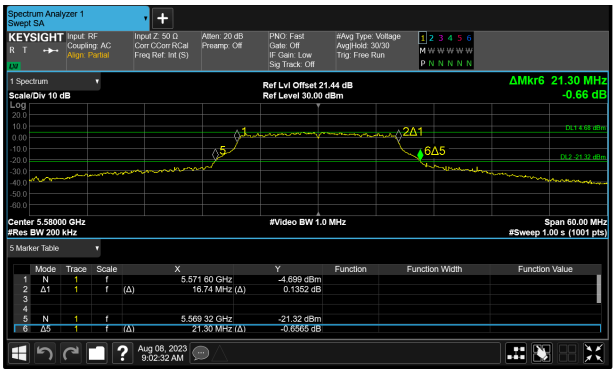 Spectrum Analyzer 1
Swept SA
KEYSIGHT Input: RF Input Z: 50 Ω Atten: 20 dB PNO: Fast #Avg Type: Voltage 1 2 3 4 5 6
R T Coupling: AC Corr CCorr RCal Preamp: Off Gate: Off Avg|Hold: 30/30 M W W W W W
Align: Partial Freq Ref: Int (S) IF Gain: Low Trig: Free Run P N N N N N
Sig Track: Off
1 Spectrum Ref Lvl Offset 21.44 dB ΔMkr6 21.30 MHz
Scale/Div 10 dB Ref Level 30.00 dBm -0.66 dB
Log
20.0
10.0 1 2Δ1 DL1 4.68 dBm
0.00
-10.0 5 6Δ5
-20.0 DL2 -21.32 dBm
-30.0
-40.0
-50.0
-60.0
Center 5.58000 GHz #Video BW 1.0 MHz Span 60.00 MHz
#Res BW 200 kHz #Sweep 1.00 s (1001 pts)
5 Marker Table
Mode Trace Scale X Y Function Function Width Function Value
1 N 1 f 5.571 60 GHz -4.699 dBm
2 Δ1 1 f (Δ) 16.74 MHz (Δ) 0.1352 dB
3
4
5 N 1 f 5.569 32 GHz -21.32 dBm
6 Δ5 1 f (Δ) 21.30 MHz (Δ) -0.6565 dB
? Aug 08, 2023
9:02:32 AM